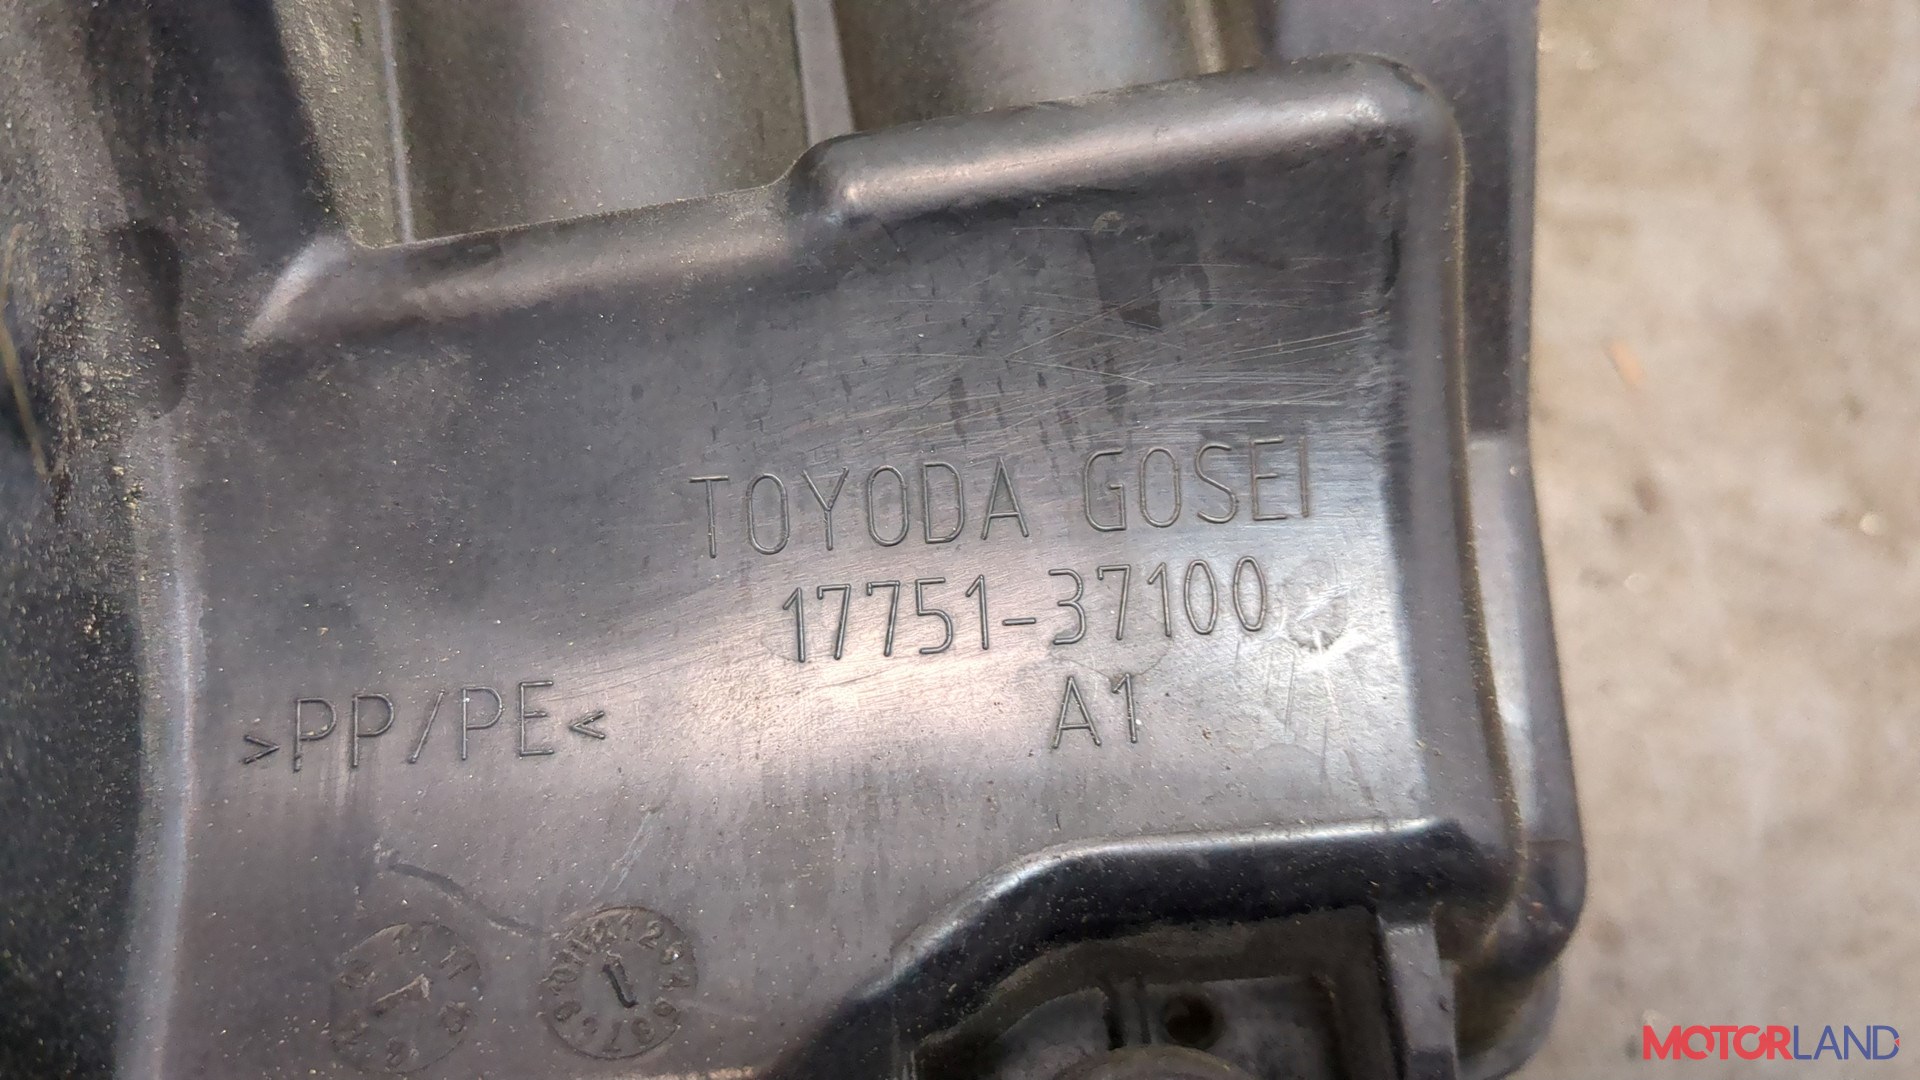 TOYODA GOSEI
17751-37100
A1
>PP/PE<
MOTORLAND